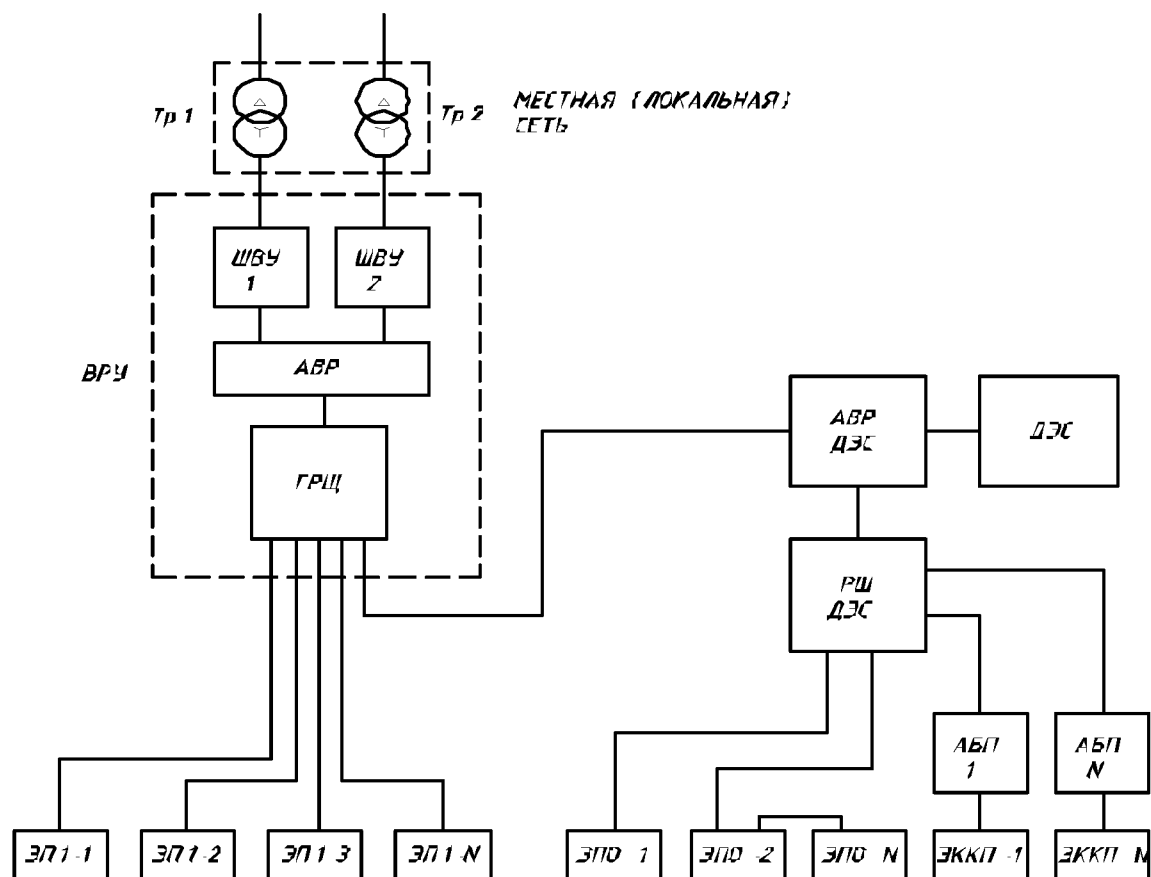 Тр 1
Тр 2
МЕСТНАЯ (ЛОКАЛЬНАЯ)
СЕТЬ
ШВУ
1
ШВУ
2
АВР
ВРУ
ГРЩ
АВР
ДЭС
ДЭС
РШ
ДЭС
АБП
1
АБП
N
ЭП1-1
ЭП1-2
ЭП1 3
ЭП1-N
ЭПО 1
ЭПО -2
ЭПО N
ЭККП -1
ЭККП N